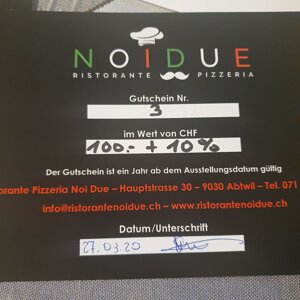 NOIDUE
RISTORANTE PIZZERIA
Gutschein Nr.
3
im Wert von CHF
100.- + 10%
Der Gutschein ist ein Jahr ab dem Ausstellungsdatum gültig
orante Pizzeria Noi Due – Hauptstrasse 30 – 9030 Abtwil – Tel. 071
info@ristorantenoidue.ch – www.ristorantenoidue.ch
Datum/Unterschrift
27.03.20